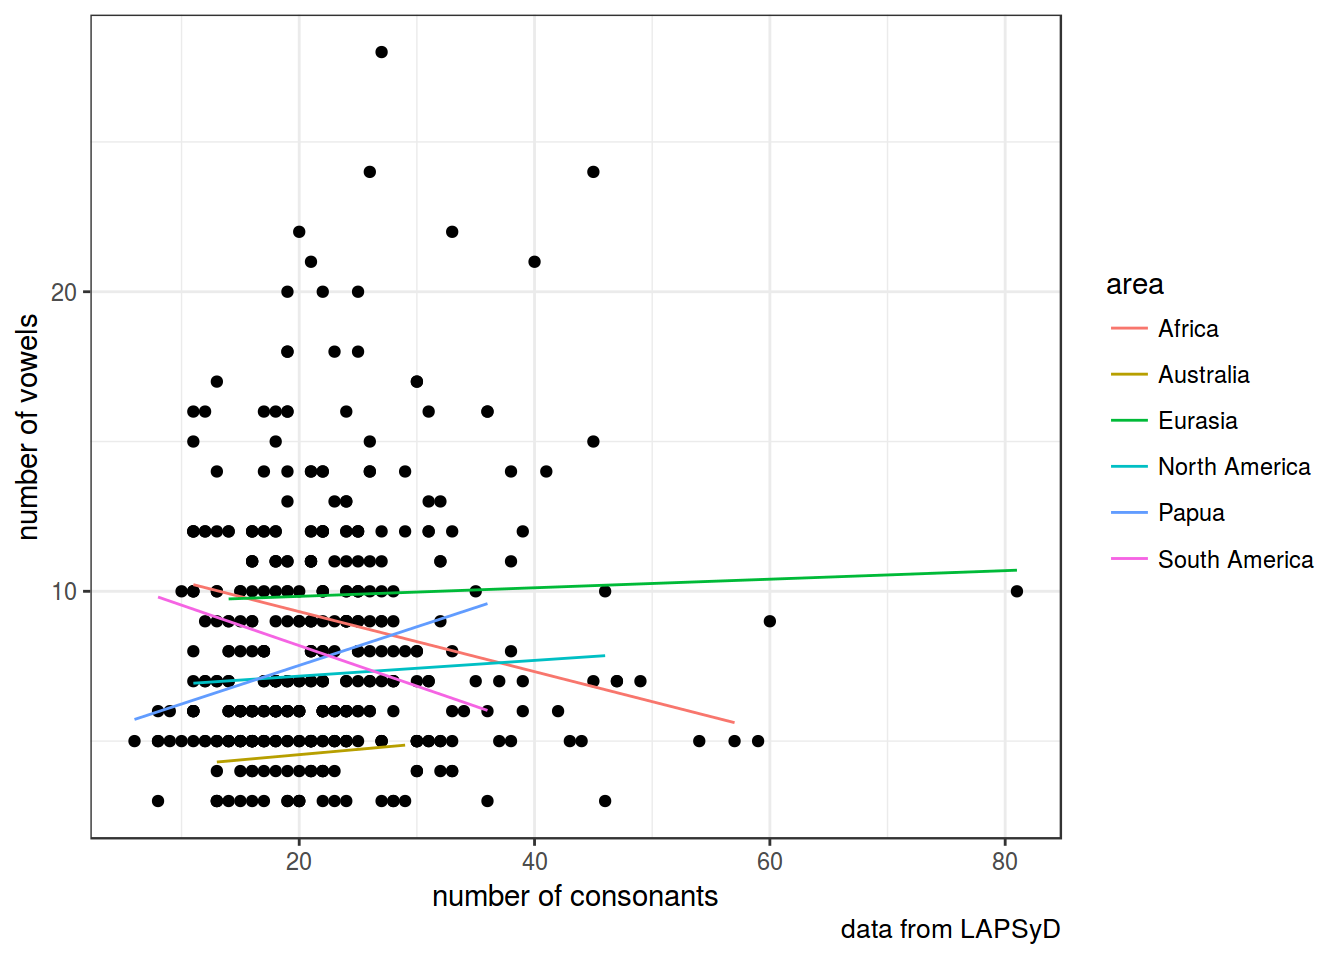 20
10
number of vowels
20
40
60
80
number of consonants
data from LAPSyD
area
Africa
Australia
Eurasia
North America
Papua
South America